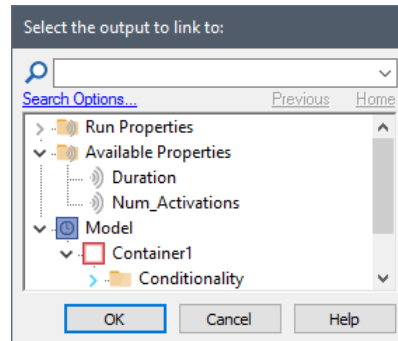 Select the output to link to:
Search Options... Previous Home
Run Properties
Available Properties
Duration
Num_Activations
Model
Container1
Conditionality
OK Cancel Help